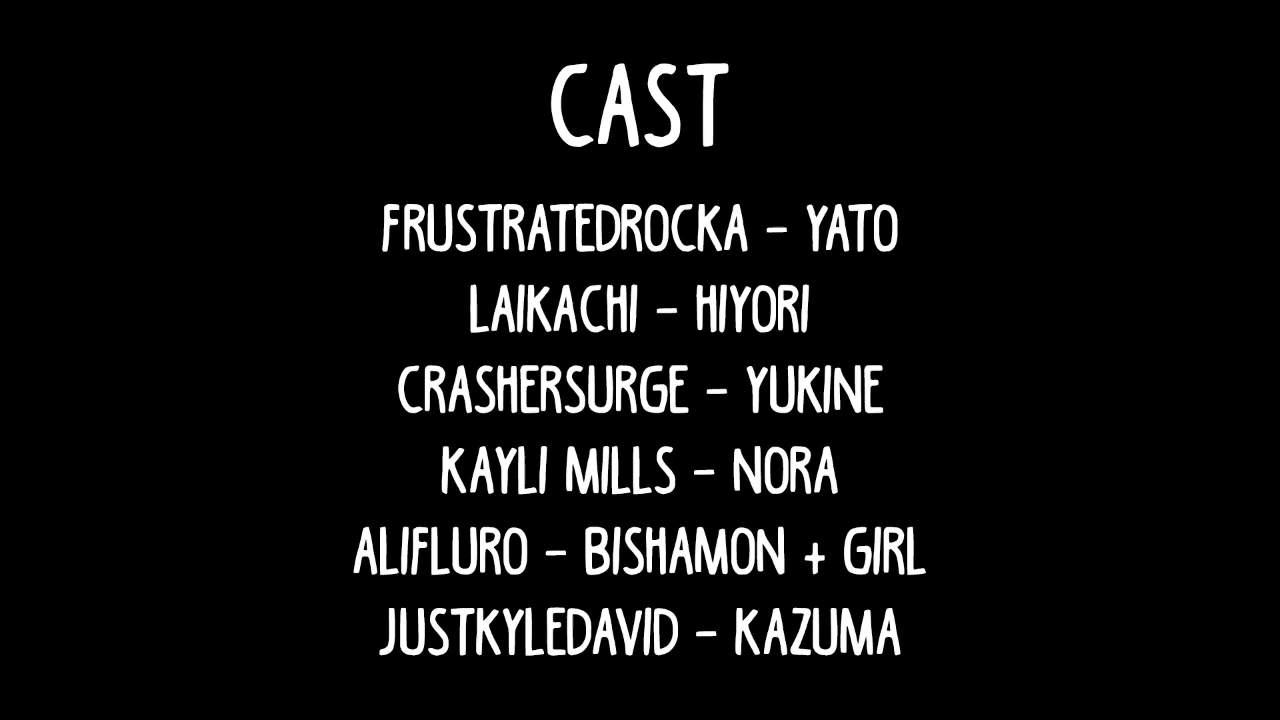 CAST
FRUSTRATEDROCKA - YATO
LAIKACHI - HIYORI
CRASHERSURGE - YUKINE
KAYLI MILLS - NORA
ALIFLURO - BISHAMON + GIRL
JUSTKYLEDAVID - KAZUMA